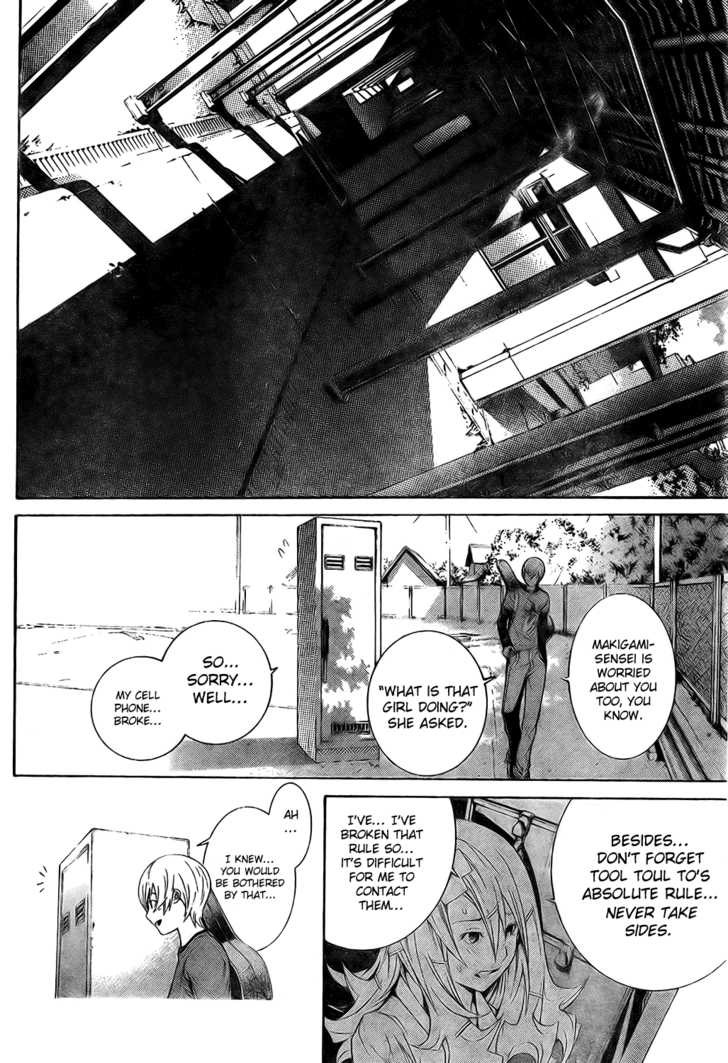 MAKIGAMI-
SENSEI IS
WORRIED
ABOUT YOU
TOO, YOU
KNOW.
"WHAT IS THAT
GIRL DOING?"
SHE ASKED.
SO...
SORRY...
WELL...
MY CELL
PHONE...
BROKE...
BESIDES...
DON'T FORGET
TOOL TOUL TO'S
ABSOLUTE RULE...
NEVER TAKE
SIDES.
I'VE... I'VE
BROKEN THAT
RULE SO...
IT'S DIFFICULT
FOR ME TO
CONTACT
THEM...
AH
...
I KNEW...
YOU WOULD
BE BOTHERED
BY THAT...